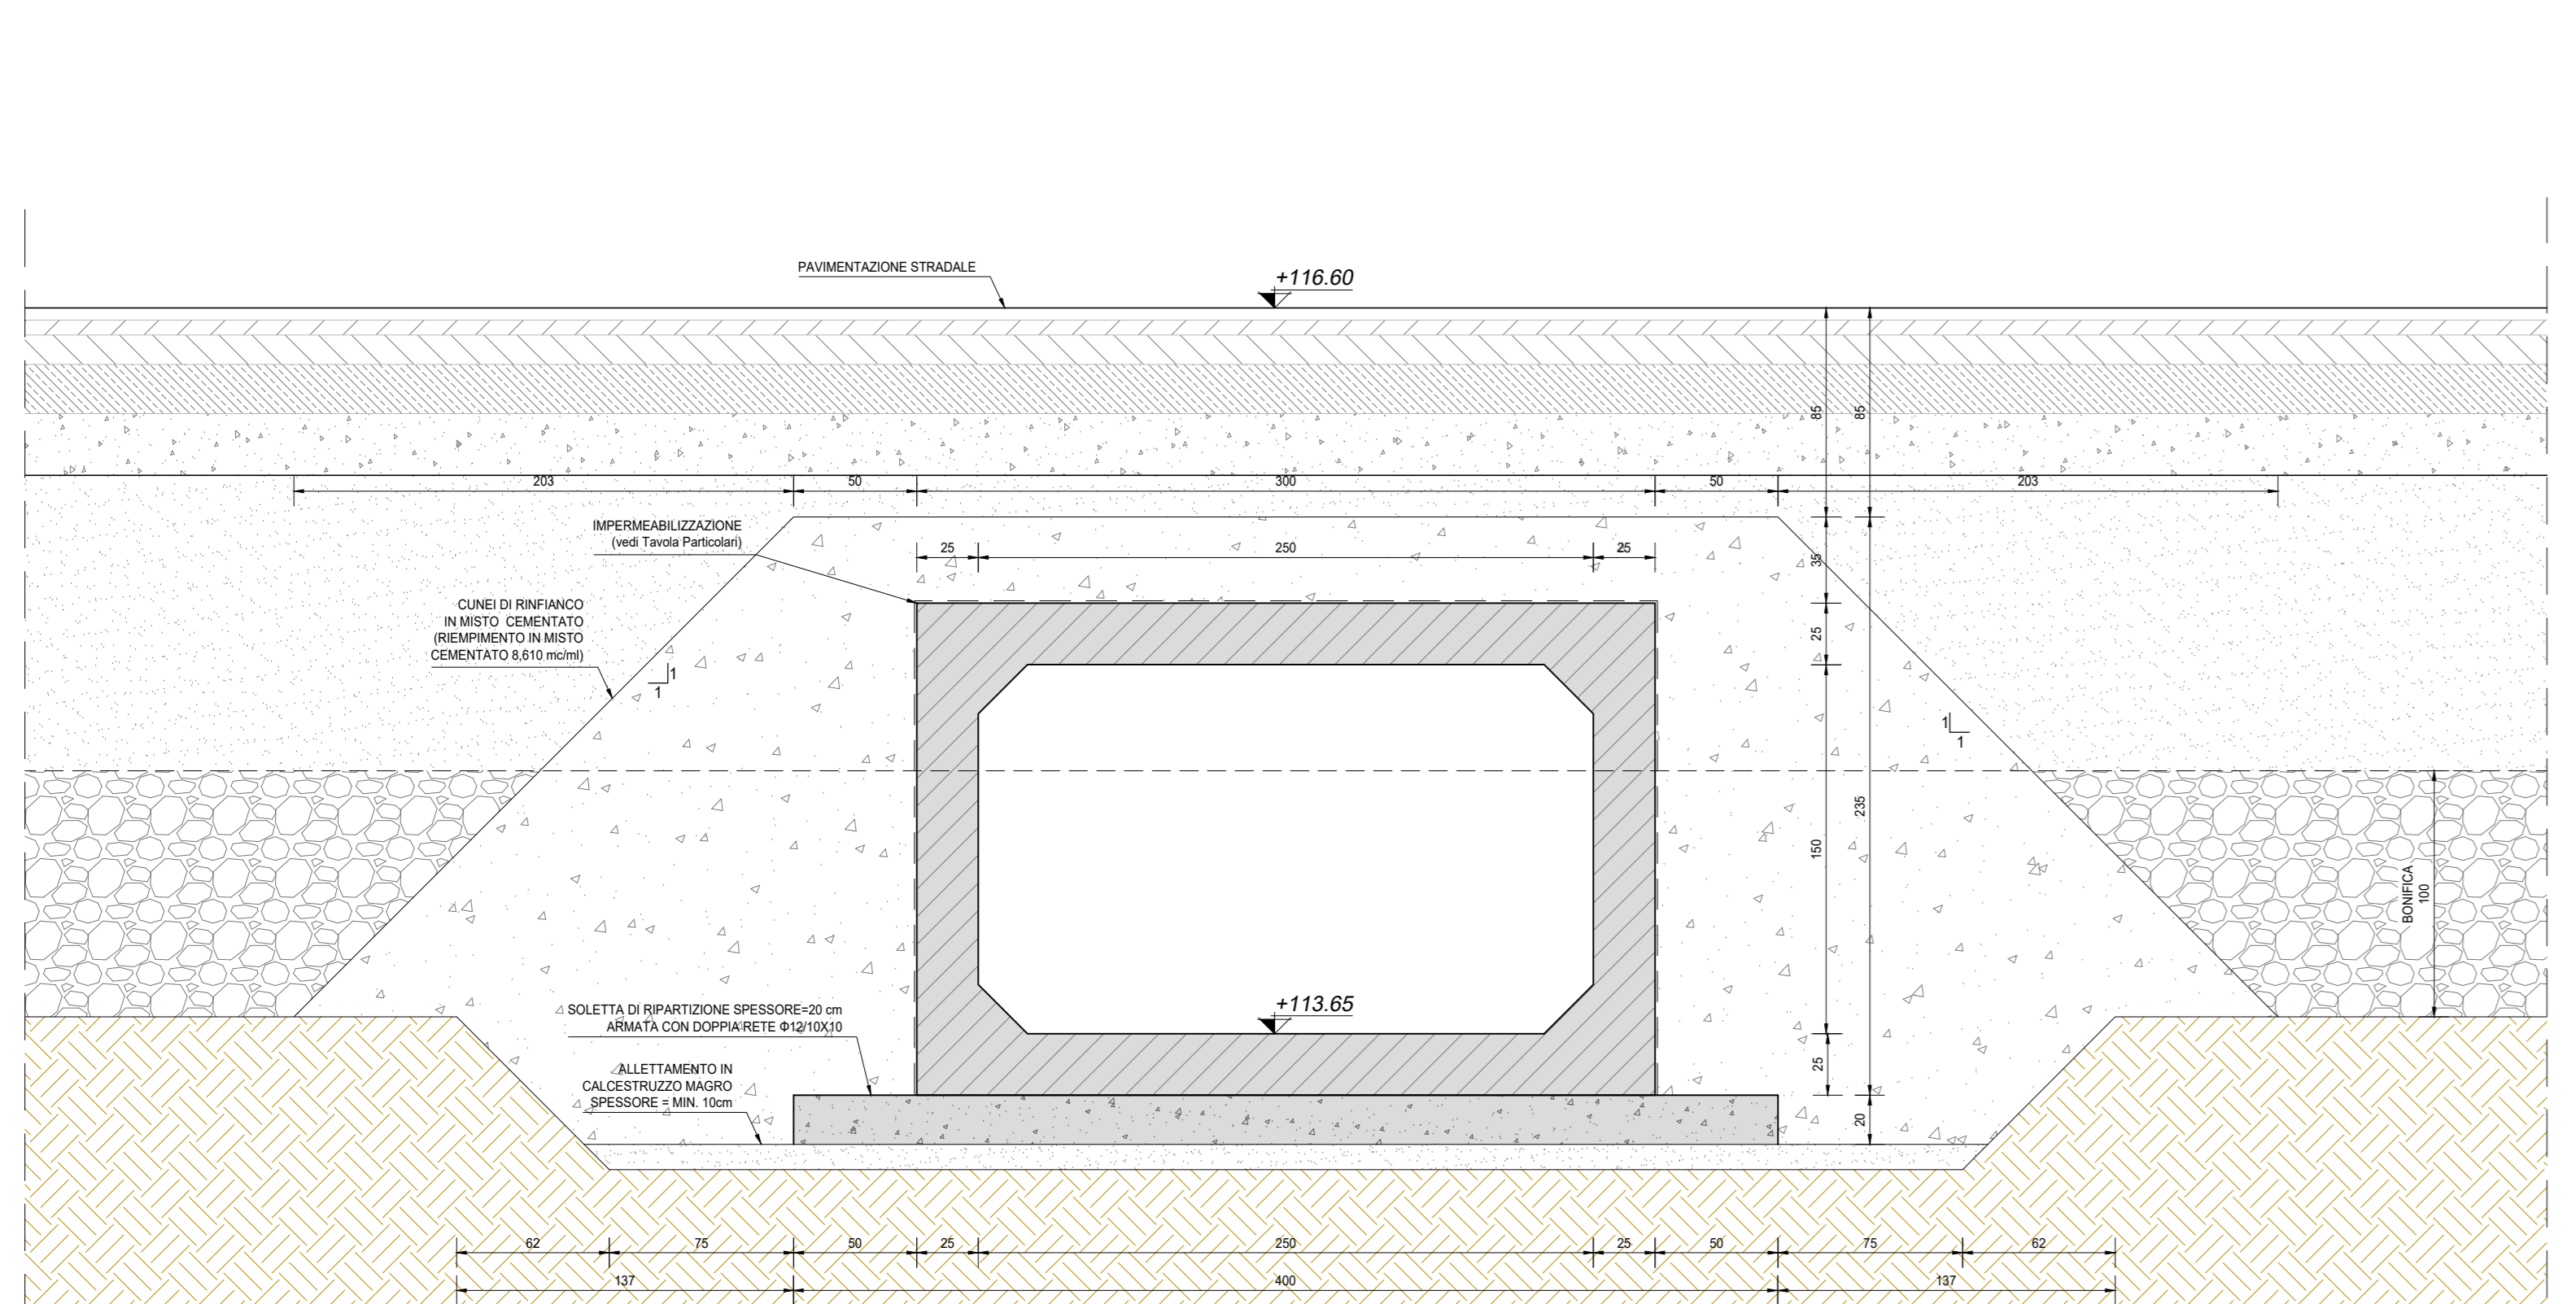 PAVIMENTAZIONE STRADALE
+116.60
85
85
203
50
300
50
203
IMPERMEABILIZZAZIONE
(vedi Tavola Particolari)
25
250
25
35
CUNEI DI RINFIANCO
IN MISTO CEMENTATO
(RIEMPIMENTO IN MISTO
CEMENTATO 8,610 mc/ml)
25
1
1
1
1
235
150
BONIFICA
100
SOLETTA DI RIPARTIZIONE SPESSORE=20 cm
ARMATA CON DOPPIA RETE Φ12/10X10
+113.65
ALLETTAMENTO IN
CALCESTRUZZO MAGRO
SPESSORE = MIN. 10cm
25
20
62
75
50
25
250
25
50
75
62
137
400
137